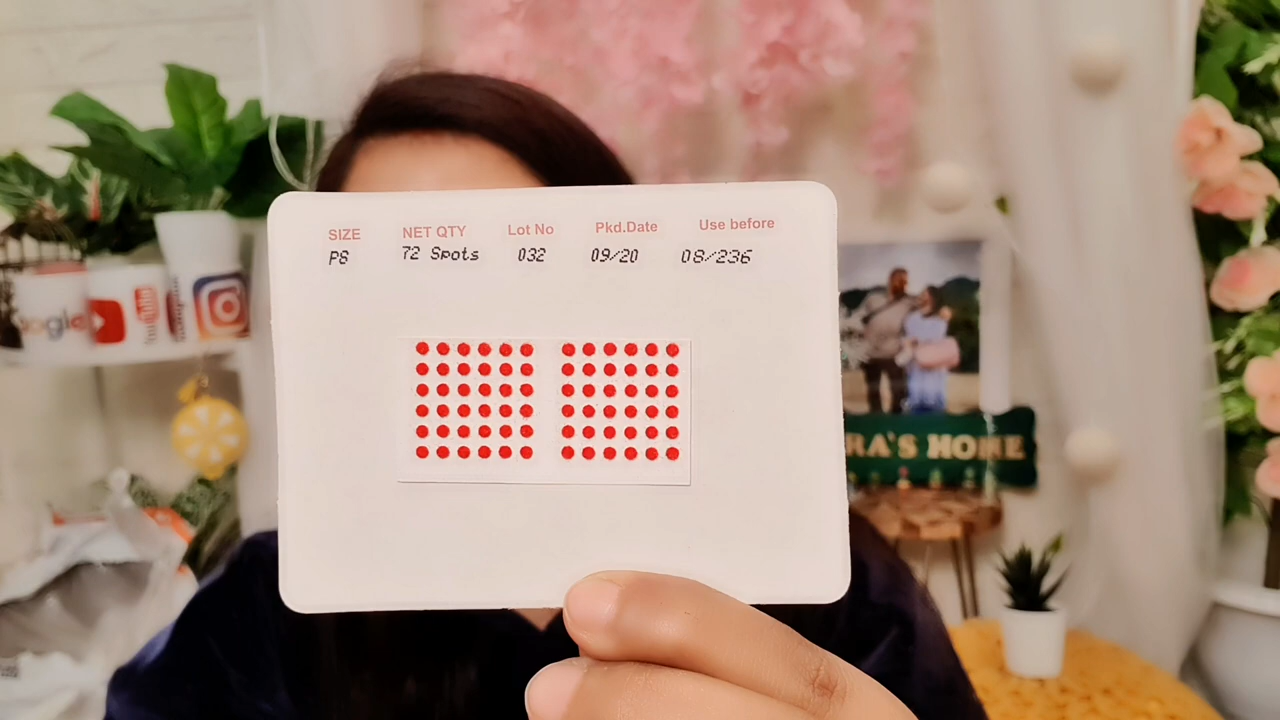 SIZE NET QTY Lot No Pkd.Date Use before
P8 72 Spots 032 09/20 08/236
RA'S HOME